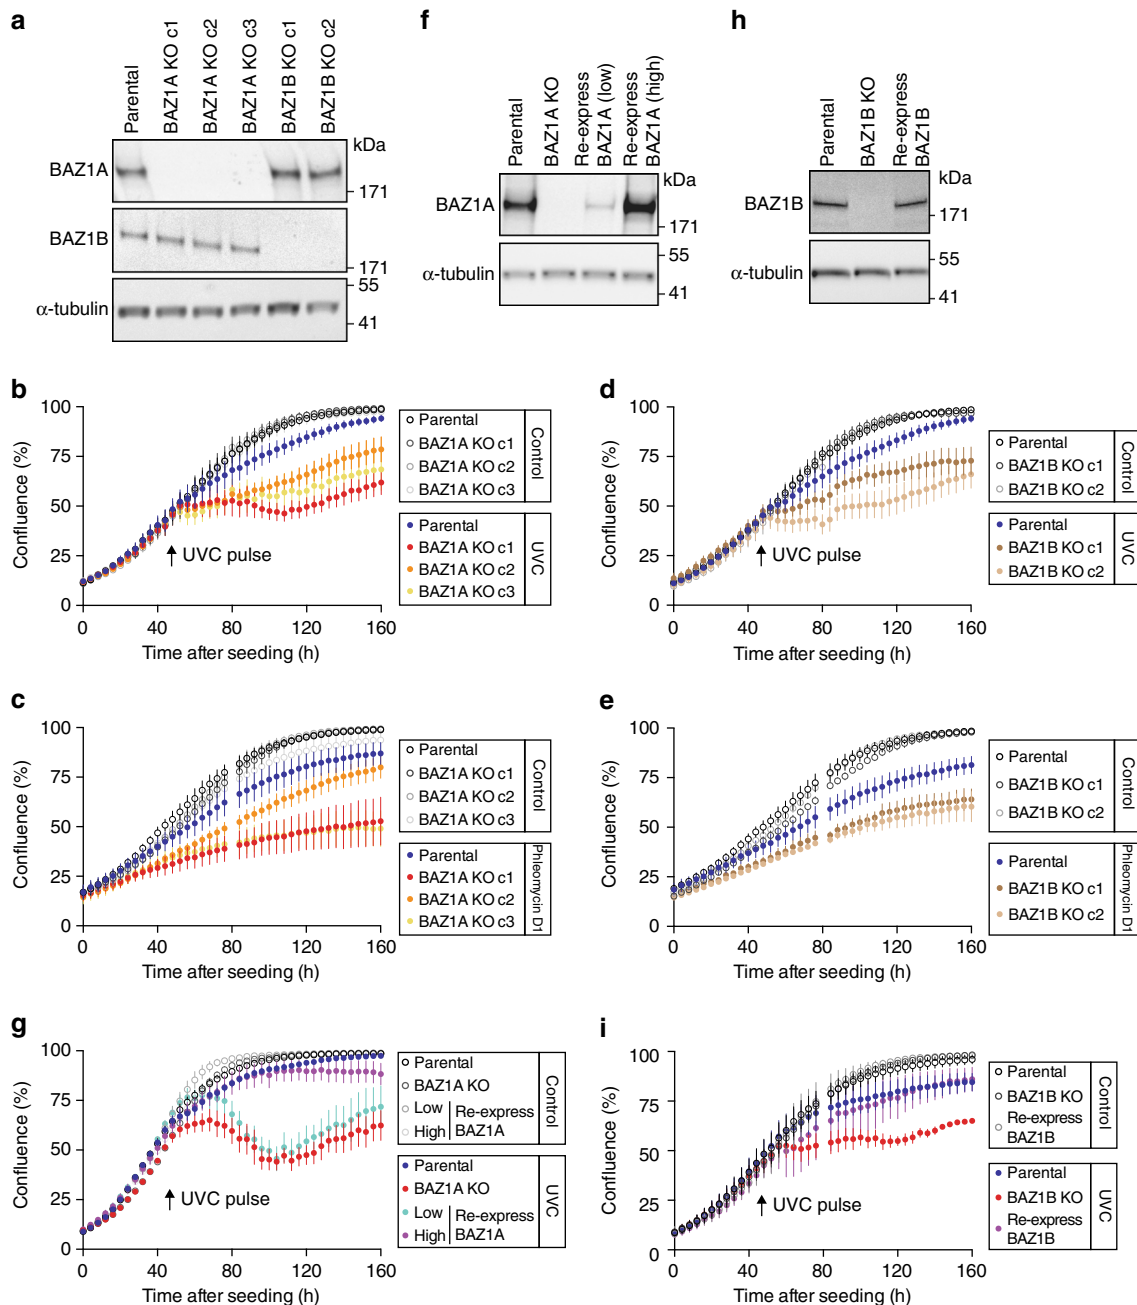 a
Parental
BAZ1A KO c1
BAZ1A KO c2
BAZ1A KO c3
BAZ1B KO c1
BAZ1B KO c2
kDa
BAZ1A
171
BAZ1B
171
55
α-tubulin
41
f
Parental
BAZ1A KO
Re-express
BAZ1A (low)
Re-express
BAZ1A (high)
kDa
BAZ1A
171
55
α-tubulin
41
h
Parental
BAZ1B KO
Re-express
BAZ1B
kDa
BAZ1B
171
55
α-tubulin
41
b
100
75
50
25
0
Confluence (%)
UVC pulse
0 40 80 120 160
Time after seeding (h)
Parental
BAZ1A KO c1
BAZ1A KO c2
BAZ1A KO c3
Control
Parental
BAZ1A KO c1
BAZ1A KO c2
BAZ1A KO c3
UVC
d
100
75
50
25
0
Confluence (%)
UVC pulse
0 40 80 120 160
Time after seeding (h)
Parental
BAZ1B KO c1
BAZ1B KO c2
Control
Parental
BAZ1B KO c1
BAZ1B KO c2
UVC
c
100
75
50
25
0
Confluence (%)
0 40 80 120 160
Time after seeding (h)
Parental
BAZ1A KO c1
BAZ1A KO c2
BAZ1A KO c3
Control
Parental
BAZ1A KO c1
BAZ1A KO c2
BAZ1A KO c3
Phleomycin D1
e
100
75
50
25
0
Confluence (%)
0 40 80 120 160
Time after seeding (h)
Parental
BAZ1B KO c1
BAZ1B KO c2
Control
Parental
BAZ1B KO c1
BAZ1B KO c2
Phleomycin D1
g
100
75
50
25
0
Confluence (%)
UVC pulse
0 40 80 120 160
Time after seeding (h)
Parental
BAZ1A KO
Low Re-express
High BAZ1A
Control
Parental
BAZ1A KO
Low Re-express
High BAZ1A
UVC
i
100
75
50
25
0
Confluence (%)
UVC pulse
0 40 80 120 160
Time after seeding (h)
Parental
BAZ1B KO
Re-express
BAZ1B
Control
Parental
BAZ1B KO
Re-express
BAZ1B
UVC